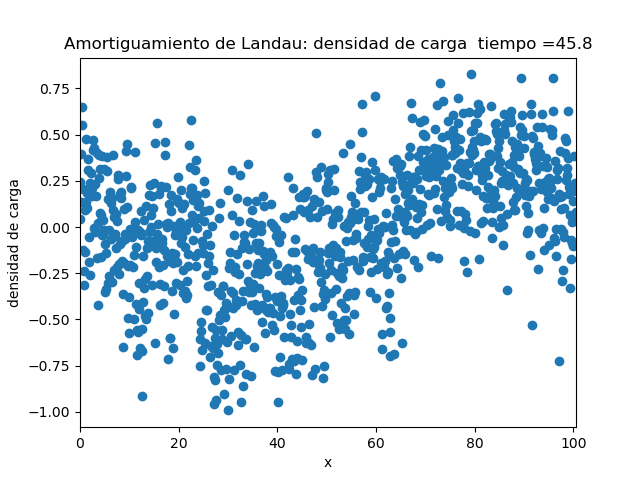 Amortiguamiento de Landau: densidad de carga  tiempo =45.8
0.75
0.50
0.25
0.00
−0.25
−0.50
−0.75
−1.00
densidad de carga
0 20 40 60 80 100
x